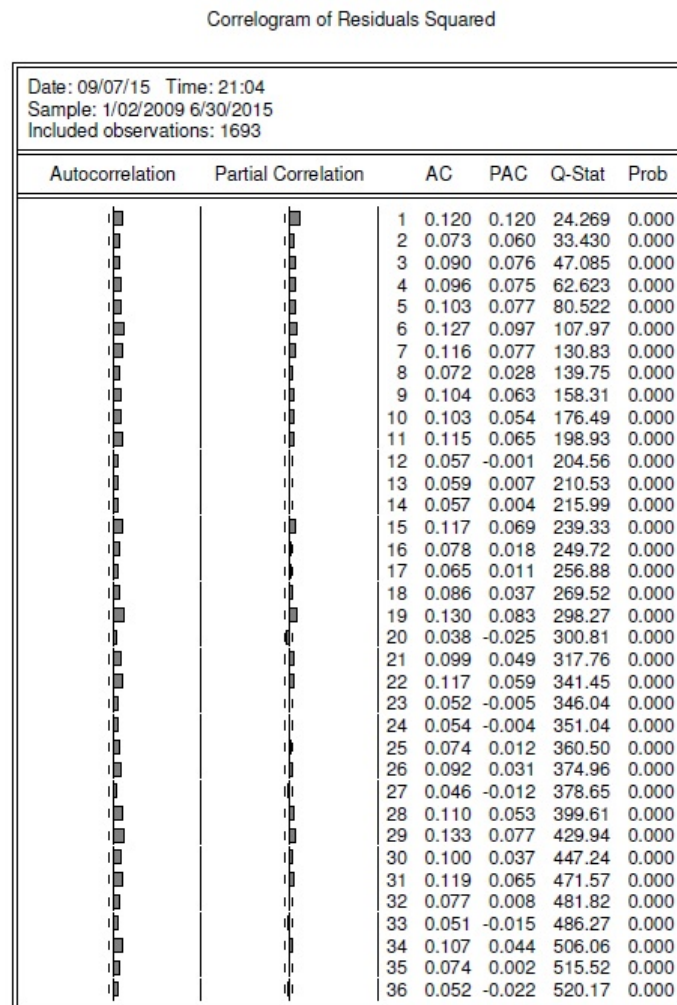 Correlogram of Residuals Squared
Date: 09/07/15 Time: 21:04
Sample: 1/02/2009 6/30/2015
Included observations: 1693
Autocorrelation Partial Correlation AC PAC Q-Stat Prob
1 0.120 0.120 24.269 0.000
2 0.073 0.060 33.430 0.000
3 0.090 0.076 47.085 0.000
4 0.096 0.075 62.623 0.000
5 0.103 0.077 80.522 0.000
6 0.127 0.097 107.97 0.000
7 0.116 0.077 130.83 0.000
8 0.072 0.028 139.75 0.000
9 0.104 0.063 158.31 0.000
10 0.103 0.054 176.49 0.000
11 0.115 0.065 198.93 0.000
12 0.057 -0.001 204.56 0.000
13 0.059 0.007 210.53 0.000
14 0.057 0.004 215.99 0.000
15 0.117 0.069 239.33 0.000
16 0.078 0.018 249.72 0.000
17 0.065 0.011 256.88 0.000
18 0.086 0.037 269.52 0.000
19 0.130 0.083 298.27 0.000
20 0.038 -0.025 300.81 0.000
21 0.099 0.049 317.76 0.000
22 0.117 0.059 341.45 0.000
23 0.052 -0.005 346.04 0.000
24 0.054 -0.004 351.04 0.000
25 0.074 0.012 360.50 0.000
26 0.092 0.031 374.96 0.000
27 0.046 -0.012 378.65 0.000
28 0.110 0.053 399.61 0.000
29 0.133 0.077 429.94 0.000
30 0.100 0.037 447.24 0.000
31 0.119 0.065 471.57 0.000
32 0.077 0.008 481.82 0.000
33 0.051 -0.015 486.27 0.000
34 0.107 0.044 506.06 0.000
35 0.074 0.002 515.52 0.000
36 0.052 -0.022 520.17 0.000